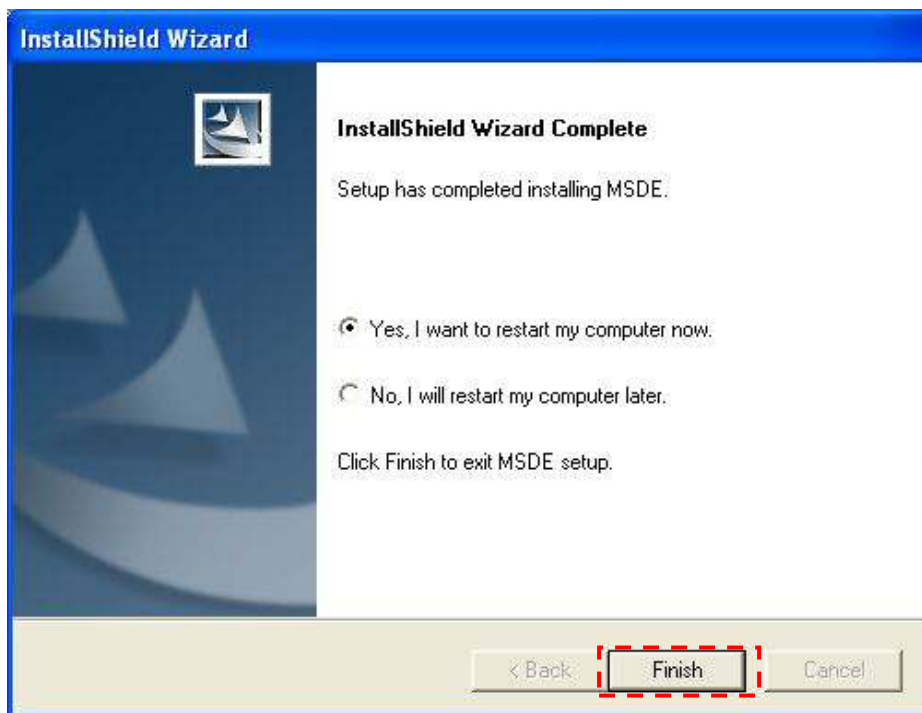 InstallShield Wizard
InstallShield Wizard Complete
Setup has completed installing MSDE.
Yes, I want to restart my computer now.
No, I will restart my computer later.
Click Finish to exit MSDE setup.
< Back Finish Cancel